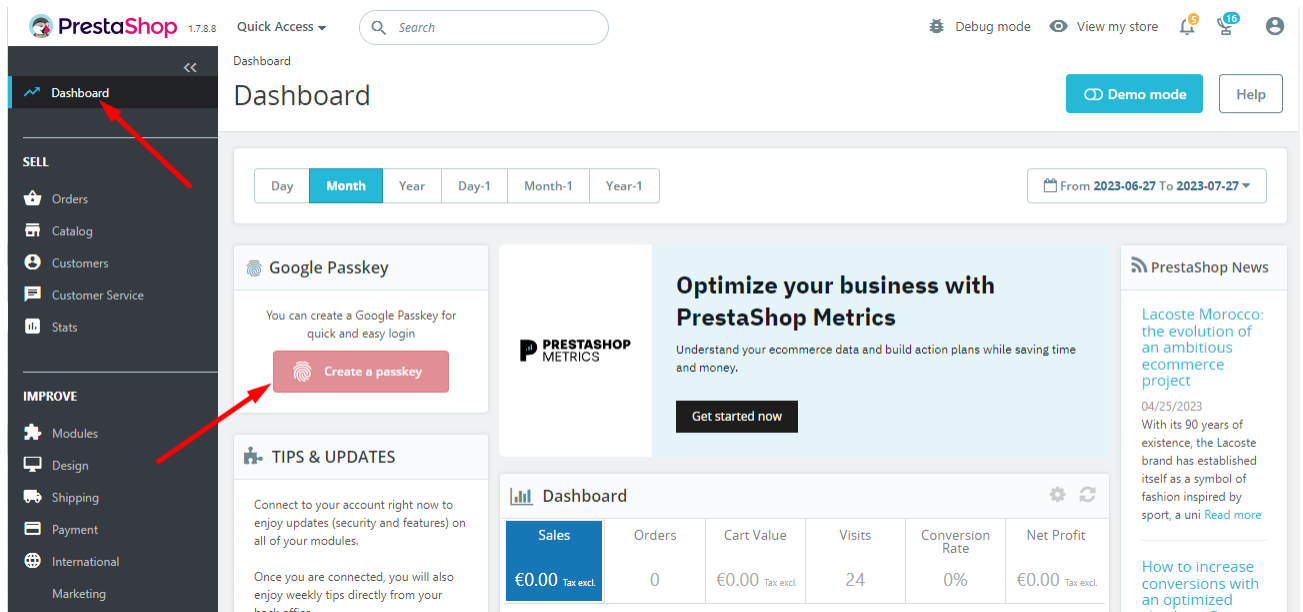 PrestaShop 1.7.8.8
Quick Access
Search
Debug mode
View my store
5
16
Dashboard
SELL
Orders
Catalog
Customers
Customer Service
Stats
IMPROVE
Modules
Design
Shipping
Payment
International
Marketing
Dashboard
Dashboard
Demo mode
Help
Day
Month
Year
Day-1
Month-1
Year-1
From 2023-06-27 To 2023-07-27
Google Passkey
You can create a Google Passkey for
quick and easy login
Create a passkey
TIPS & UPDATES
Connect to your account right now to
enjoy updates (security and features) on
all of your modules.
Once you are connected, you will also
enjoy weekly tips directly from your
PRESTASHOP
METRICS
Optimize your business with
PrestaShop Metrics
Understand your ecommerce data and build action plans while saving time
and money.
Get started now
Dashboard
Sales
€0.00 Tax excl.
Orders
0
Cart Value
€0.00 Tax excl.
Visits
24
Conversion
Rate
0%
Net Profit
€0.00 Tax excl.
PrestaShop News
Lacoste Morocco:
the evolution of
an ambitious
ecommerce
project
04/25/2023
With its 90 years of
existence, the Lacoste
brand has established
itself as a symbol of
fashion inspired by
sport, a uni Read more
How to increase
conversions with
an optimized